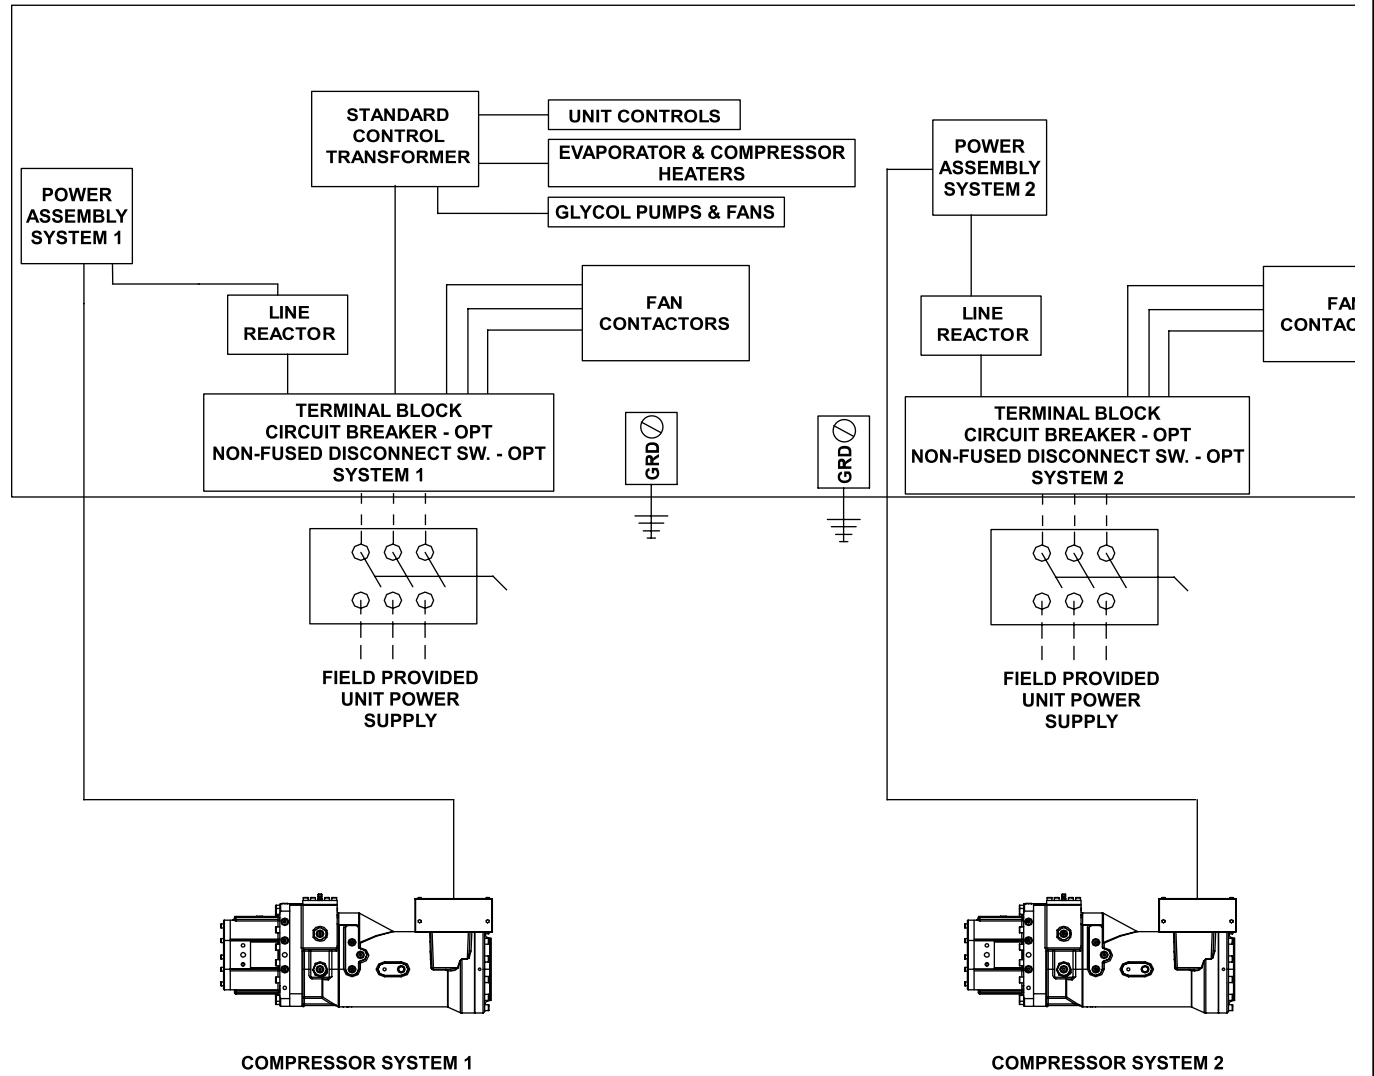 STANDARD
CONTROL
TRANSFORMER
UNIT CONTROLS
EVAPORATOR & COMPRESSOR
HEATERS
GLYCOL PUMPS & FANS
POWER
ASSEMBLY
SYSTEM 1
LINE
REACTOR
FAN
CONTACTORS
TERMINAL BLOCK
CIRCUIT BREAKER - OPT
NON-FUSED DISCONNECT SW. - OPT
SYSTEM 1
GRD
FIELD PROVIDED
UNIT POWER
SUPPLY
COMPRESSOR SYSTEM 1
POWER
ASSEMBLY
SYSTEM 2
LINE
REACTOR
TERMINAL BLOCK
CIRCUIT BREAKER - OPT
NON-FUSED DISCONNECT SW. - OPT
SYSTEM 2
GRD
FIELD PROVIDED
UNIT POWER
SUPPLY
COMPRESSOR SYSTEM 2